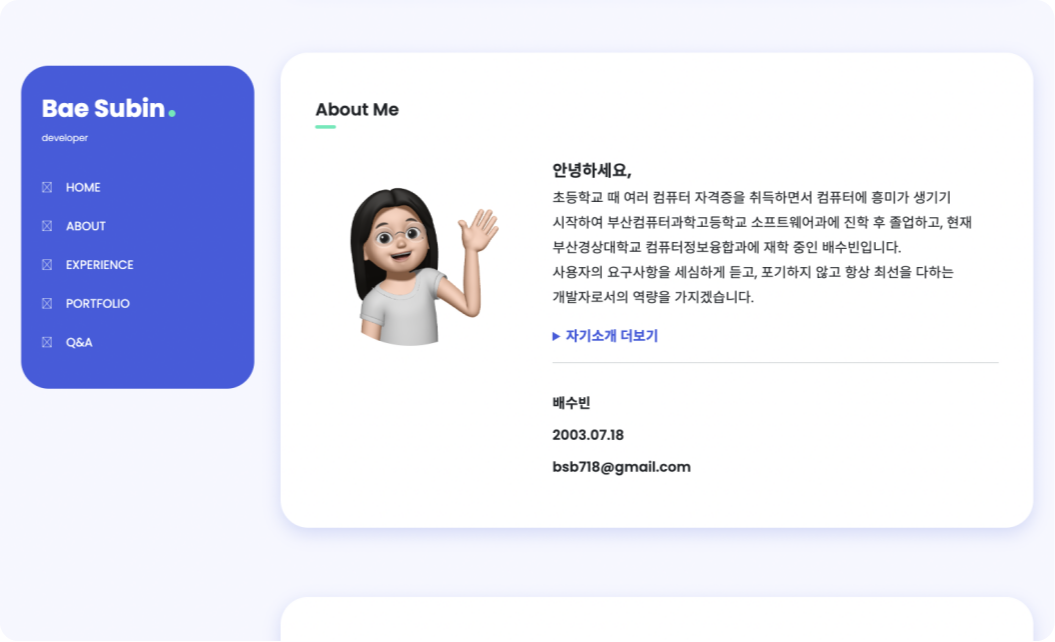 Bae Subin.
developer
HOME
ABOUT
EXPERIENCE
PORTFOLIO
Q&A
About Me
안녕하세요,
초등학교 때 여러 컴퓨터 자격증을 취득하면서 컴퓨터에 흥미가 생기기
시작하여 부산컴퓨터과학고등학교 소프트웨어과에 진학 후 졸업하고, 현재
부산경상대학교 컴퓨터정보융합과에 재학 중인 배수빈입니다.
사용자의 요구사항을 세심하게 듣고, 포기하지 않고 항상 최선을 다하는
개발자로서의 역량을 가지겠습니다.
▶ 자기소개 더보기
배수빈
2003.07.18
bsb718@gmail.com